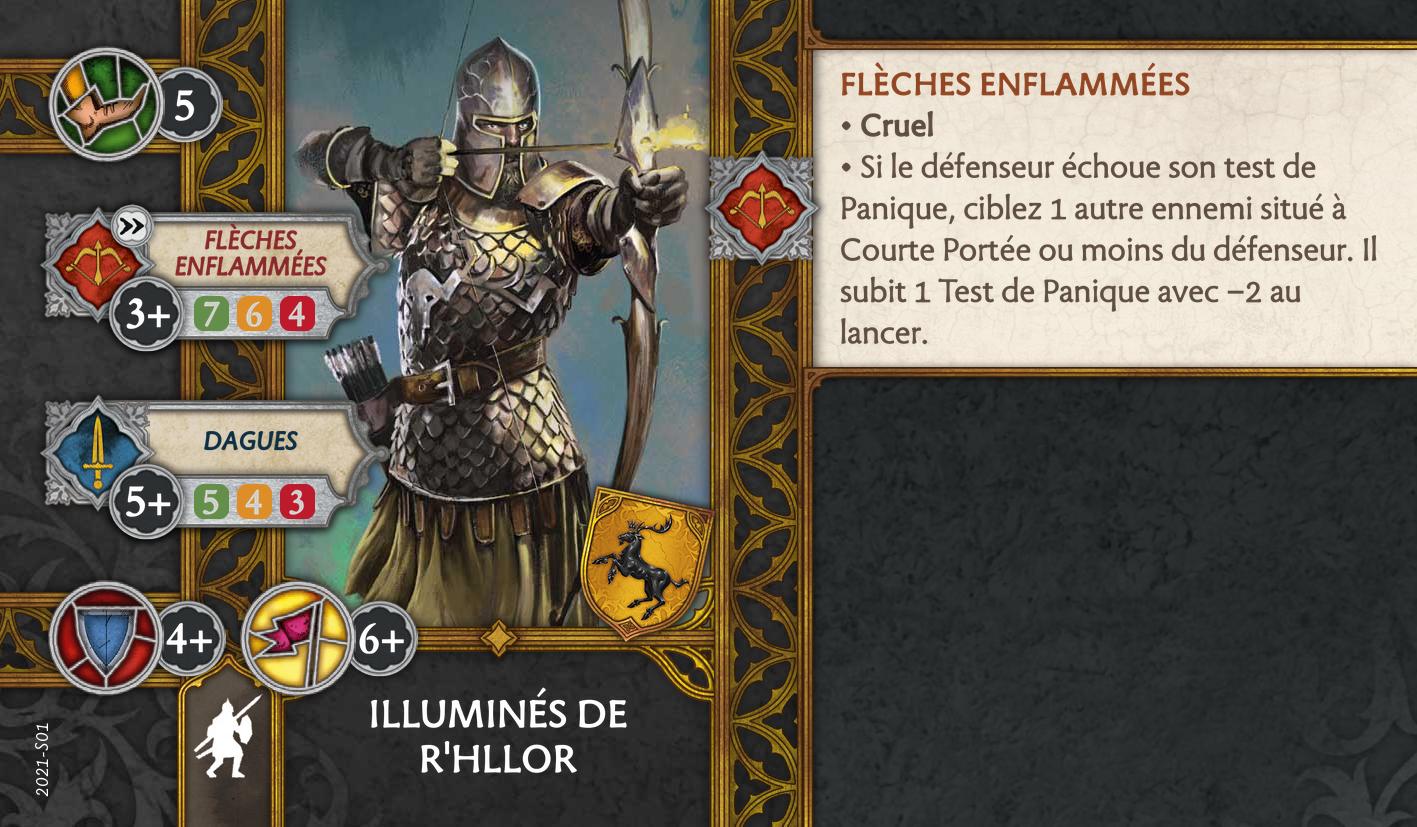 5
FLÈCHES
ENFLAMMÉES
3+ 7 6 4
DAGUES
5+ 5 4 3
4+ 6+
ILLUMINÉS DE
R'HLLOR
2021-S01
FLÈCHES ENFLAMMÉES
• Cruel
• Si le défenseur échoue son test de
Panique, ciblez 1 autre ennemi situé à
Courte Portée ou moins du défenseur. Il
subit 1 Test de Panique avec −2 au
lancer.